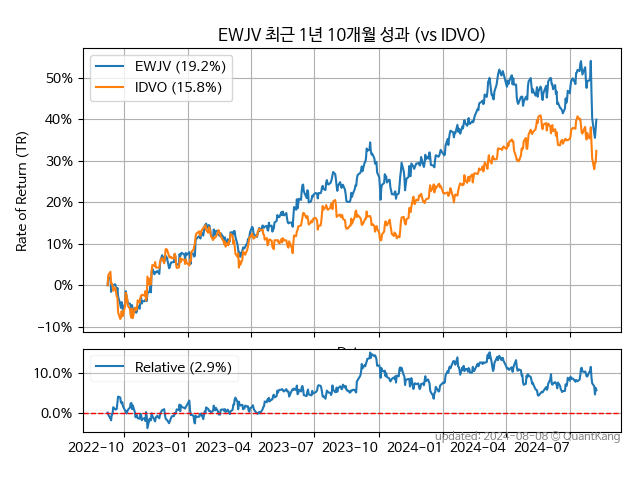 EWJV 최근 1년 10개월 성과 (vs IDVO)
EWJV (19.2%)
IDVO (15.8%)
Rate of Return (TR)
50%
40%
30%
20%
10%
0%
−10%
Relative (2.9%)
10.0%
0.0%
2022-10 2023-01 2023-04 2023-07 2023-10 2024-01 2024-04 2024-07
updated: 2024-08-08 © QuantKang